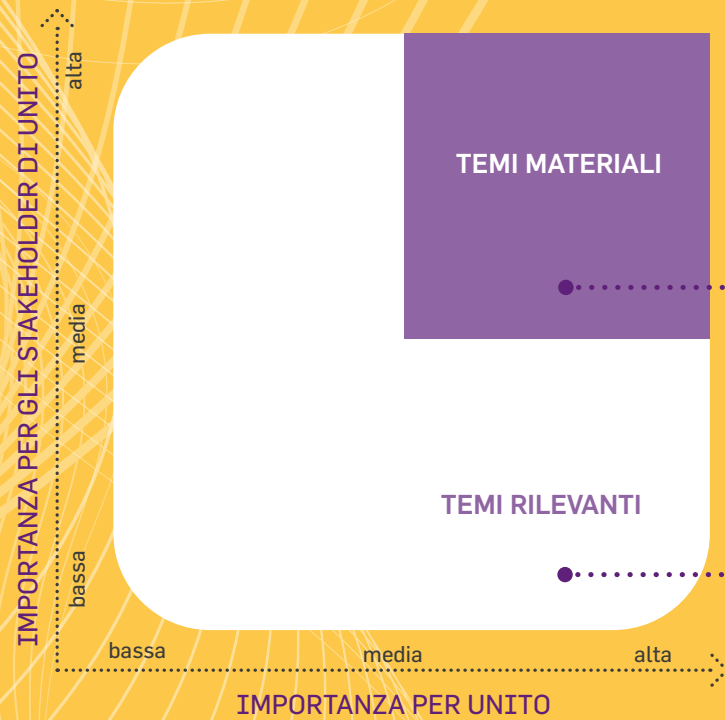 IMPORTANZA PER GLI STAKEHOLDER DI UNITO
alta
media
bassa
TEMI MATERIALI
TEMI RILEVANTI
bassa
media
alta
IMPORTANZA PER UNITO